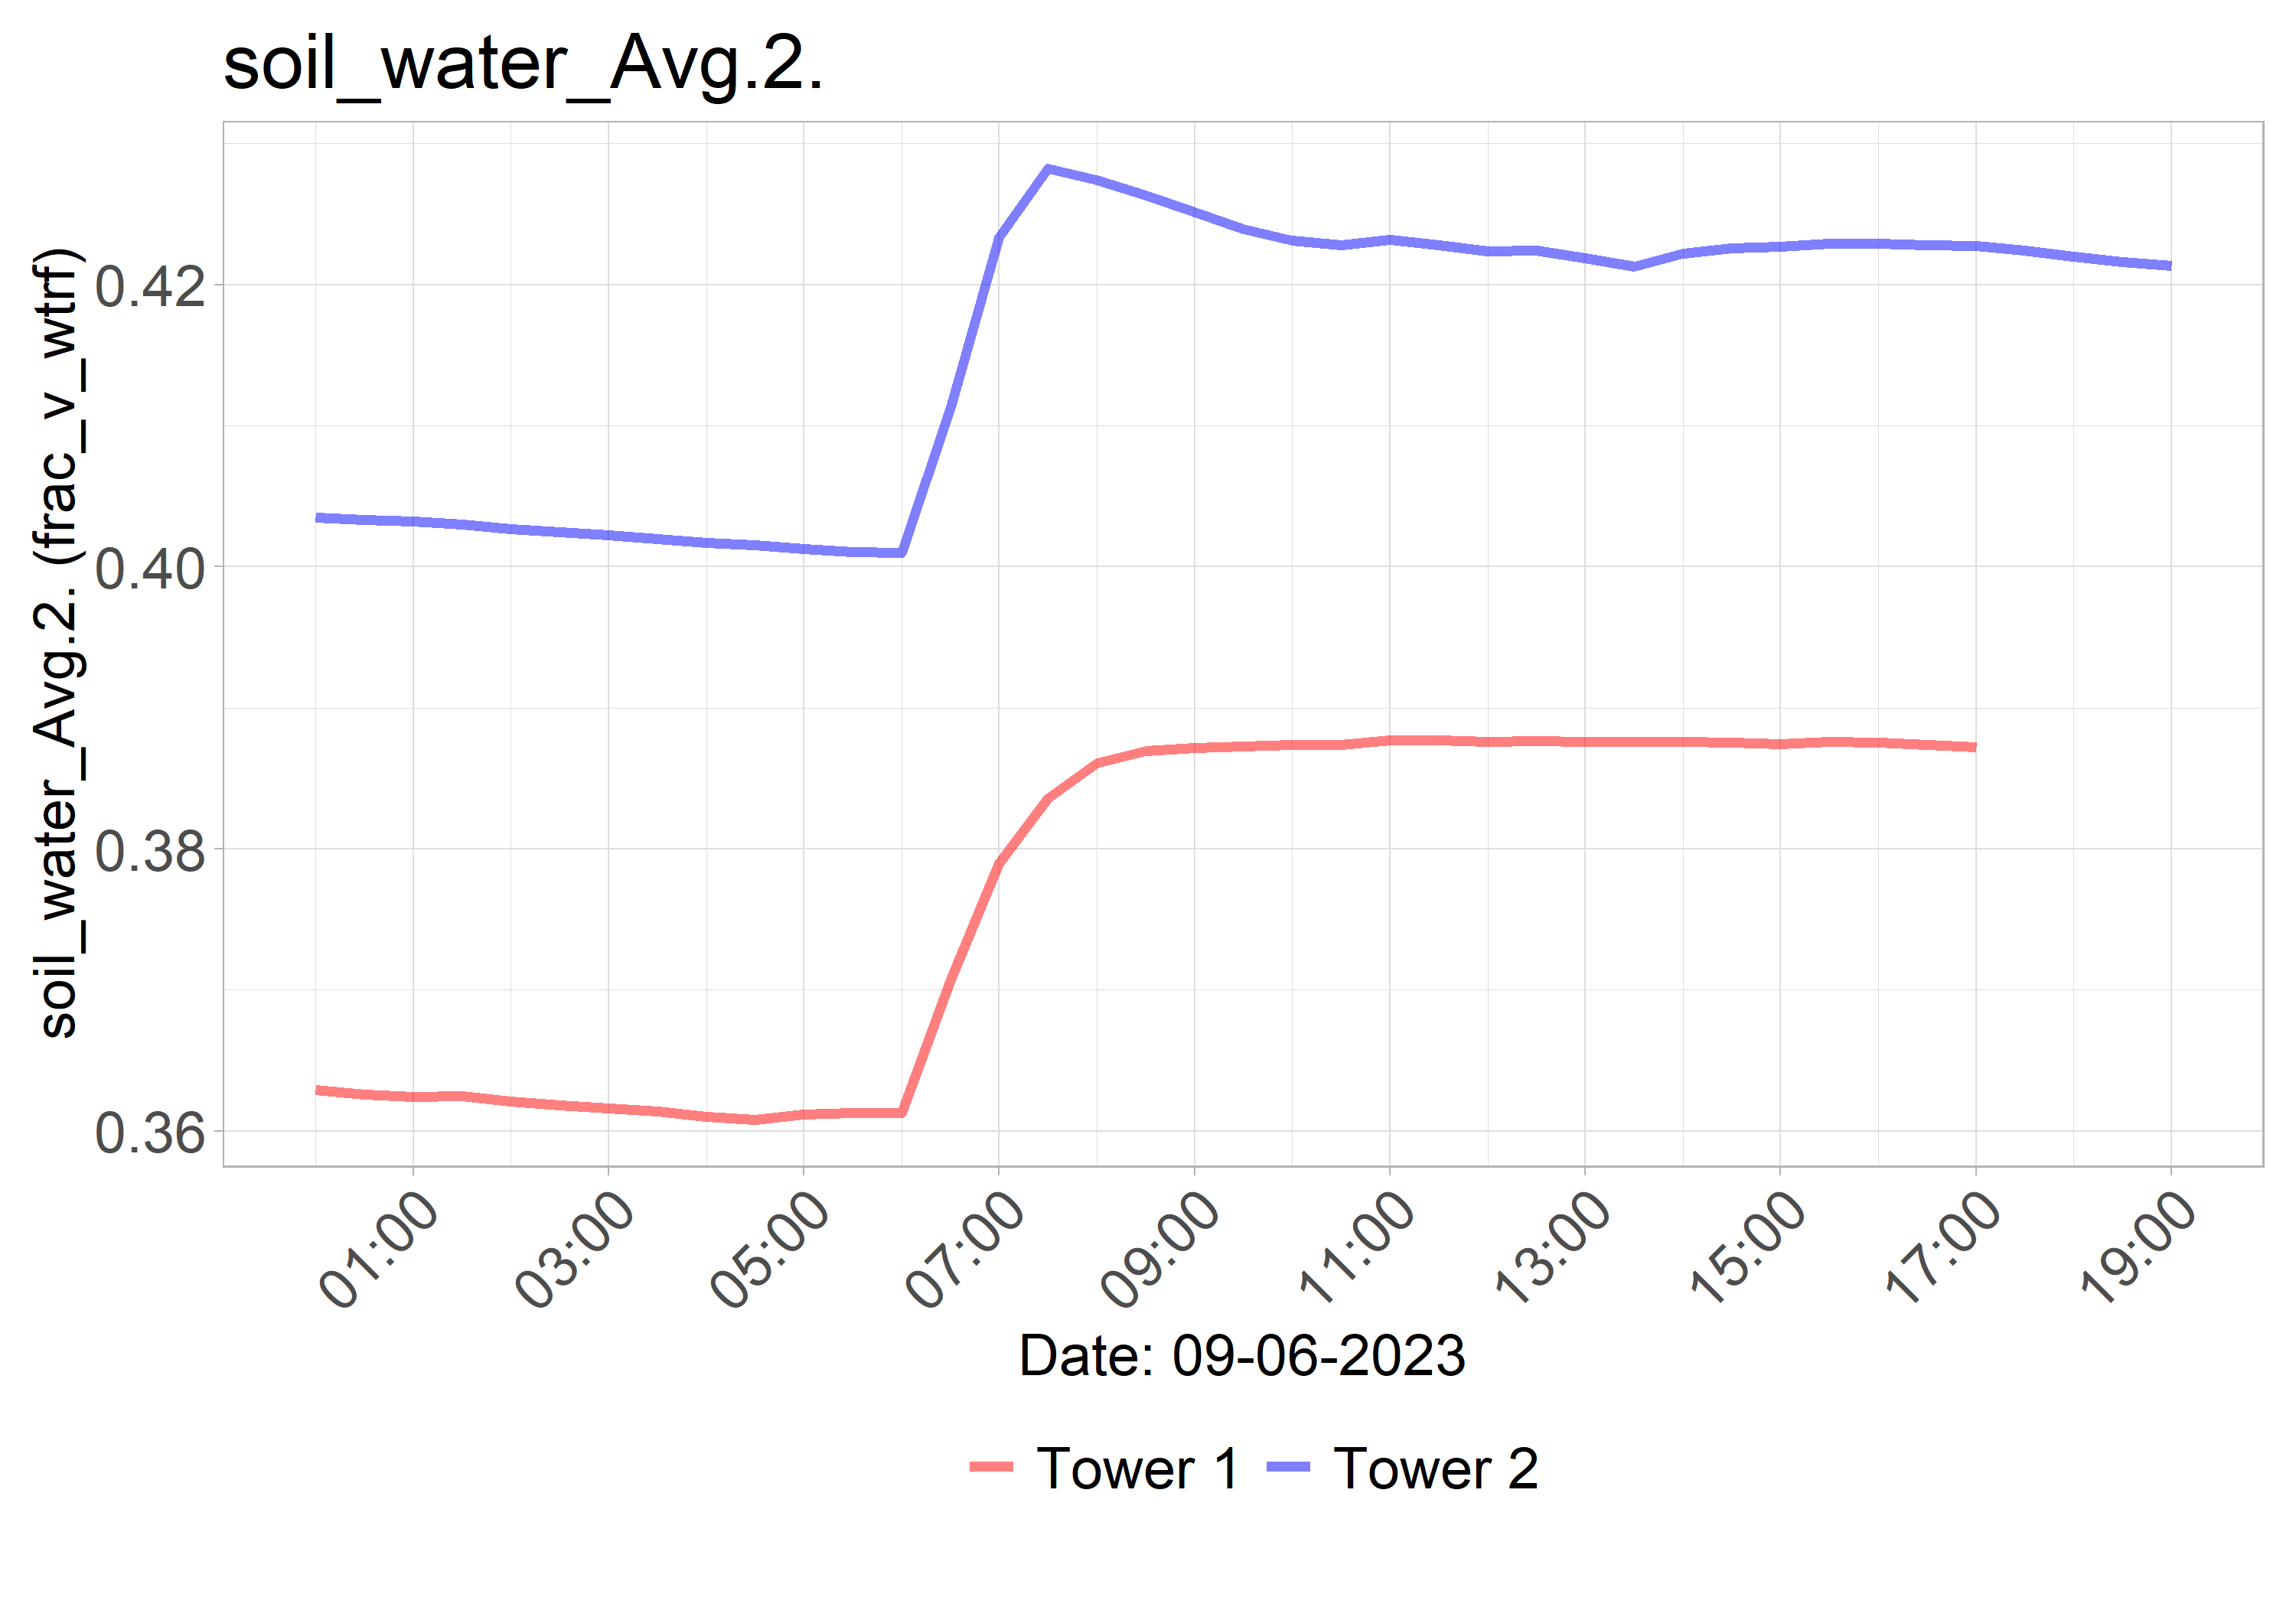 soil_water_Avg.2.
soil_water_Avg.2. (frac_v_wtrf)
0.42
0.40
0.38
0.36
01:00
03:00
05:00
07:00
09:00
11:00
13:00
15:00
17:00
19:00
Date: 09-06-2023
Tower 1
Tower 2